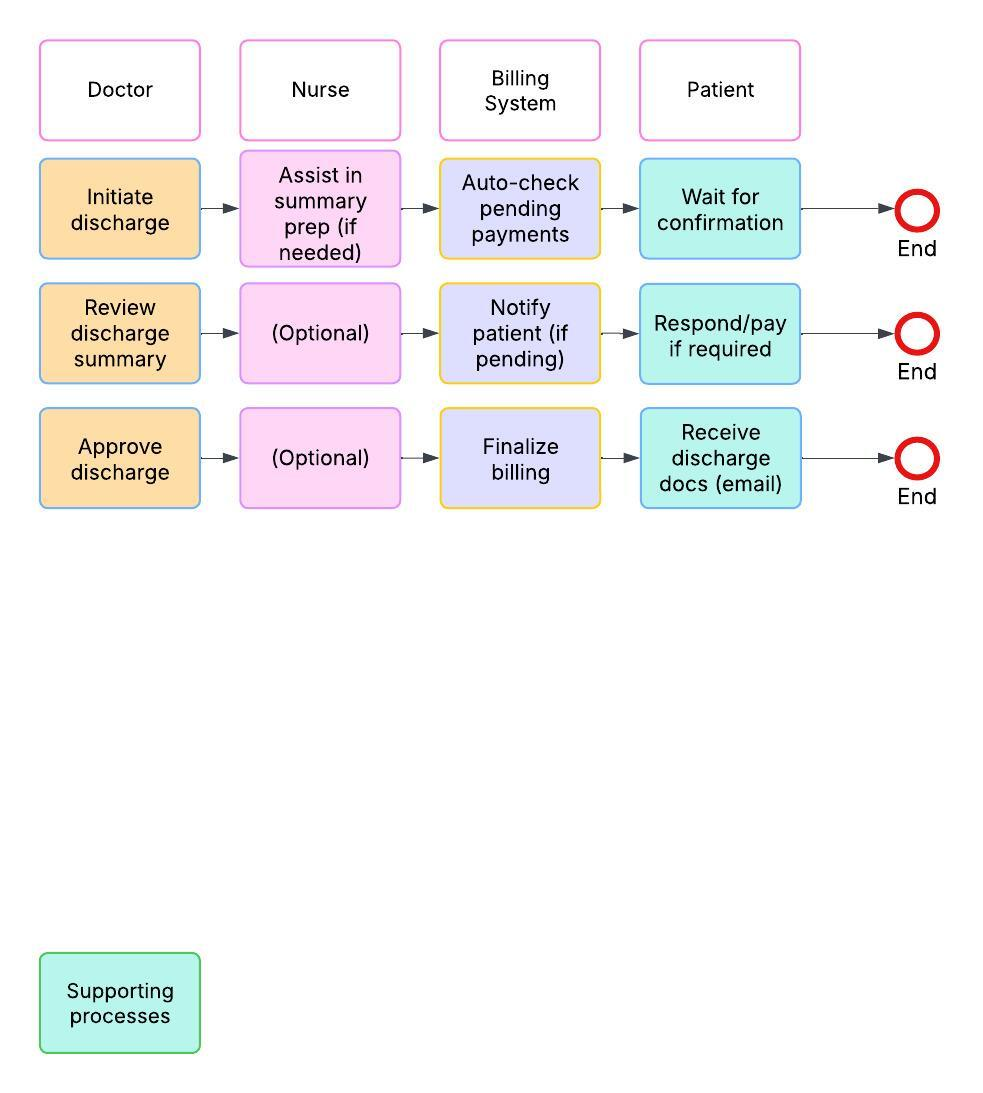 Doctor
Nurse
Billing
System
Patient
Initiate
discharge
Assist in
summary
prep (if
needed)
Auto-check
pending
payments
Wait for
confirmation
End
Review
discharge
summary
(Optional)
Notify
patient (if
pending)
Respond/pay
if required
End
Approve
discharge
(Optional)
Finalize
billing
Receive
discharge
docs (email)
End
Supporting
processes